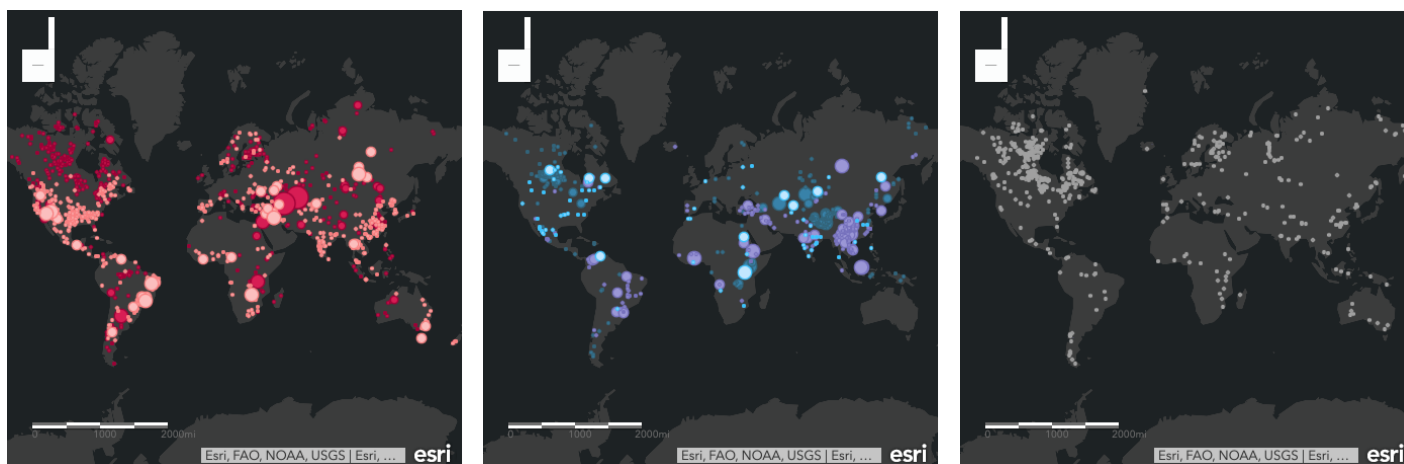 0 1000 2000mi
Esri, FAO, NOAA, USGS | Esri, ... esri
0 1000 2000mi
Esri, FAO, NOAA, USGS | Esri, ... esri
0 1000 2000mi
Esri, FAO, NOAA, USGS | Esri, ... esri